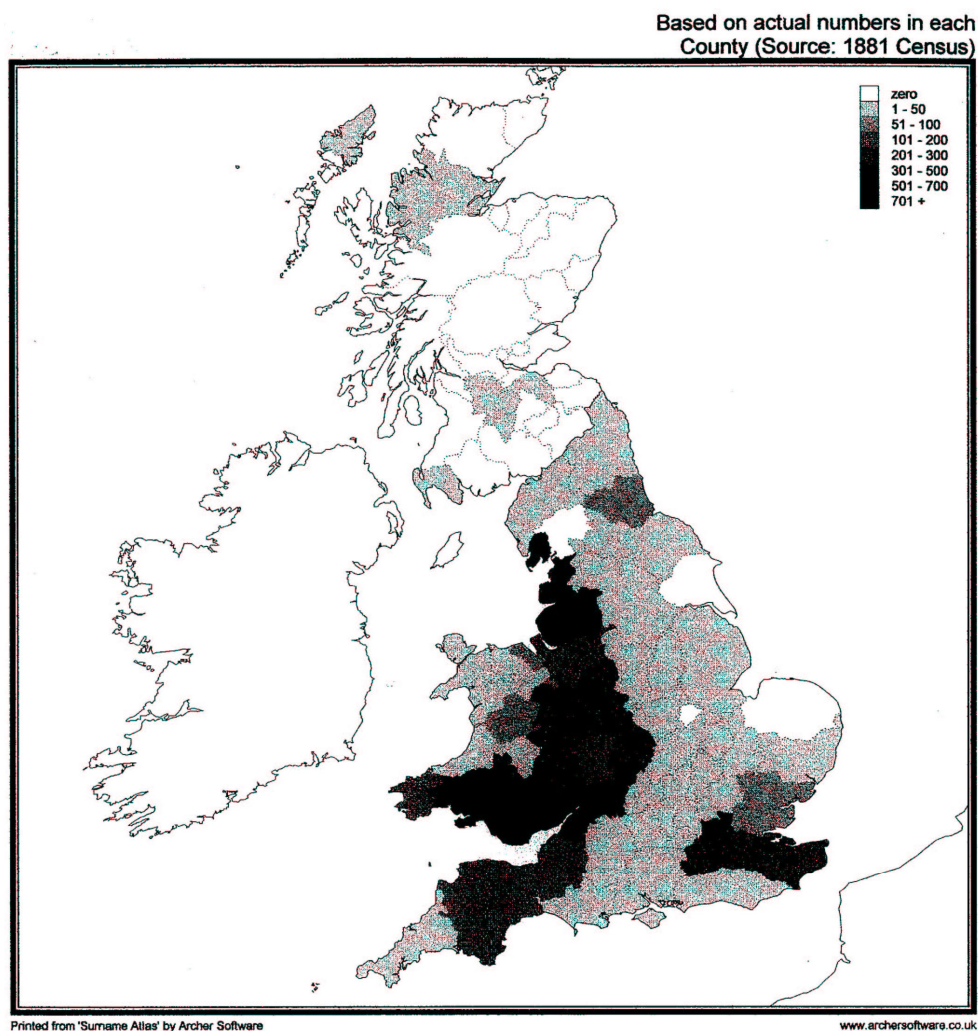 Based on actual numbers in each
County (Source: 1881 Census)
zero
1 - 50
51 - 100
101 - 200
201 - 300
301 - 500
501 - 700
701 +
Printed from 'Surname Atlas' by Archer Software
www.archersoftware.co.uk